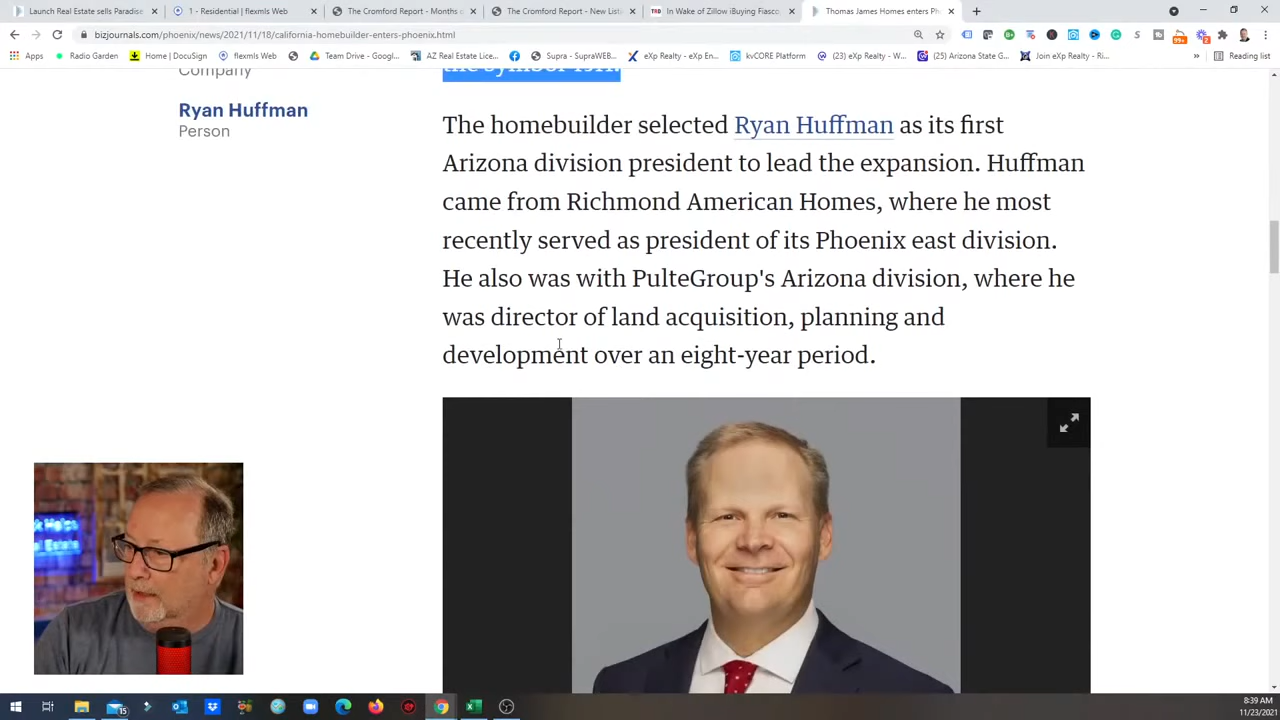 Launch Real Estate sells Paradise
1 - Residential | flexmls Web
The Cromford Report - Months o
The Cromford Report - New List
TRD
In Wake of Zillow iBuying Fiasco,
Thomas James Homes enters Ph
bizjournals.com/phoenix/news/2021/11/18/california-homebuilder-enters-phoenix.html
99+
Apps
Radio Garden
Home | DocuSign
flexmls Web
Team Drive - Googl...
AZ Real Estate Lice...
Supra - SupraWEB...
eXp Realty - eXp En...
kvCORE Platform
(23) eXp Realty - W...
(25) Arizona State G...
Join eXp Realty - Ri...
Reading list
Company
Ryan Huffman
Person
The homebuilder selected Ryan Huffman as its first
Arizona division president to lead the expansion. Huffman
came from Richmond American Homes, where he most
recently served as president of its Phoenix east division.
He also was with PulteGroup's Arizona division, where he
was director of land acquisition, planning and
development over an eight-year period.
15
8:39 AM
11/23/2021